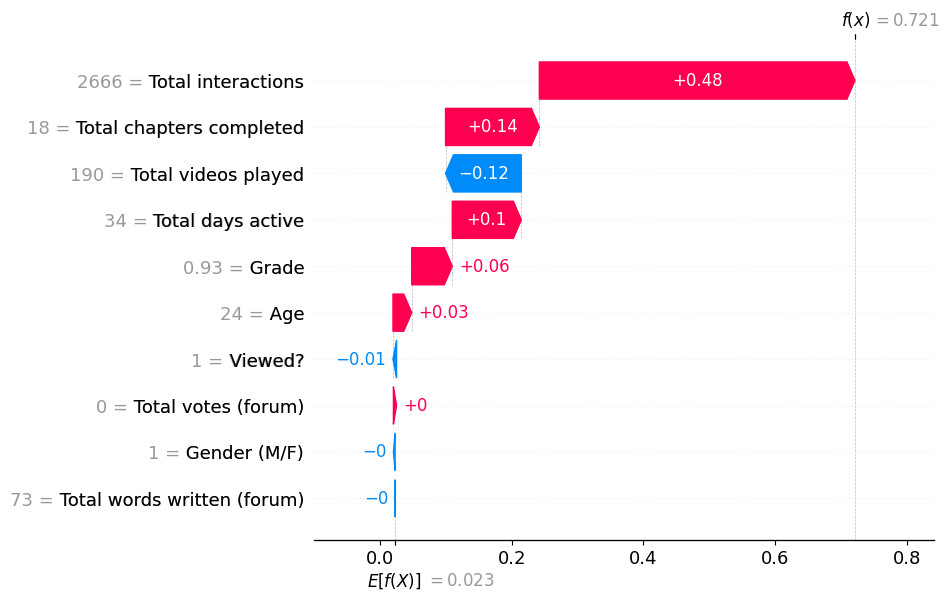 f(x) = 0.721
2666 = Total interactions
+0.48
18 = Total chapters completed
+0.14
190 = Total videos played
−0.12
34 = Total days active
+0.1
0.93 = Grade
+0.06
24 = Age
+0.03
1 = Viewed?
−0.01
0 = Total votes (forum)
+0
1 = Gender (M/F)
−0
73 = Total words written (forum)
−0
0.0 0.2 0.4 0.6 0.8
E[f(X)] = 0.023